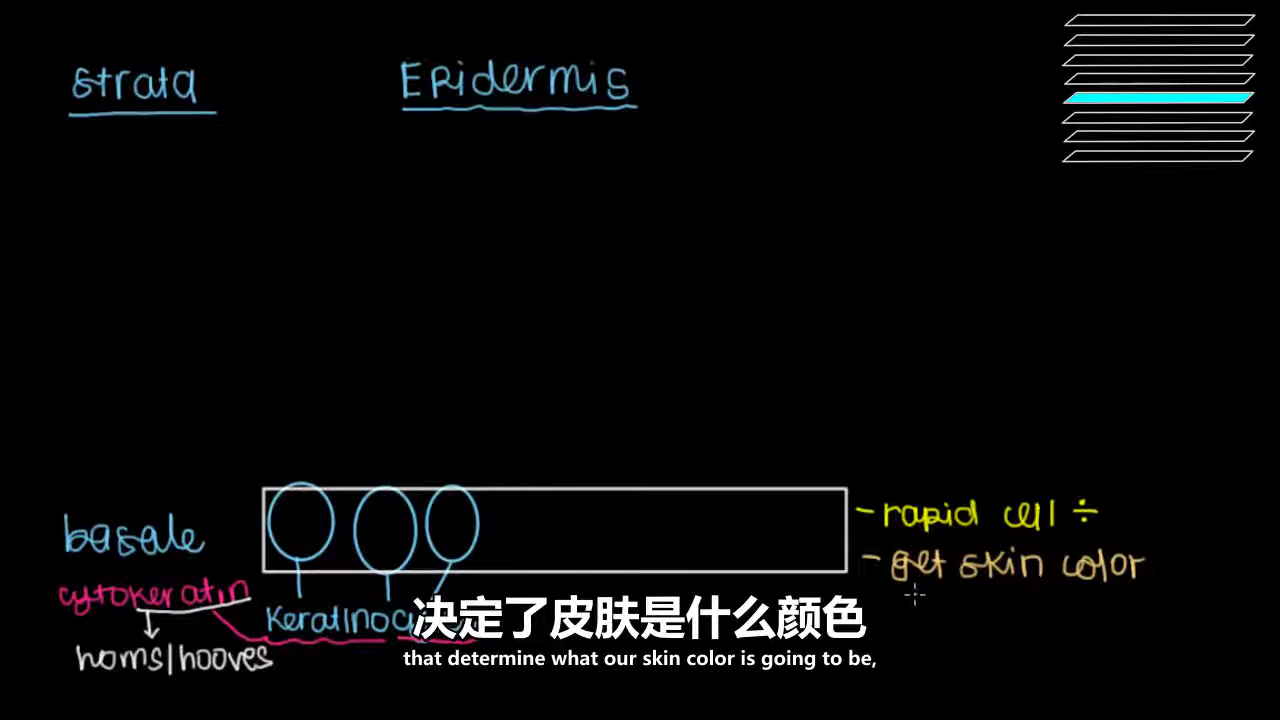 strata
Epidermis
basale
-rapid cell ÷
-get skin color
cytokeratin
Keratinoc
horns/hooves
决定了皮肤是什么颜色
that determine what our skin color is going to be,